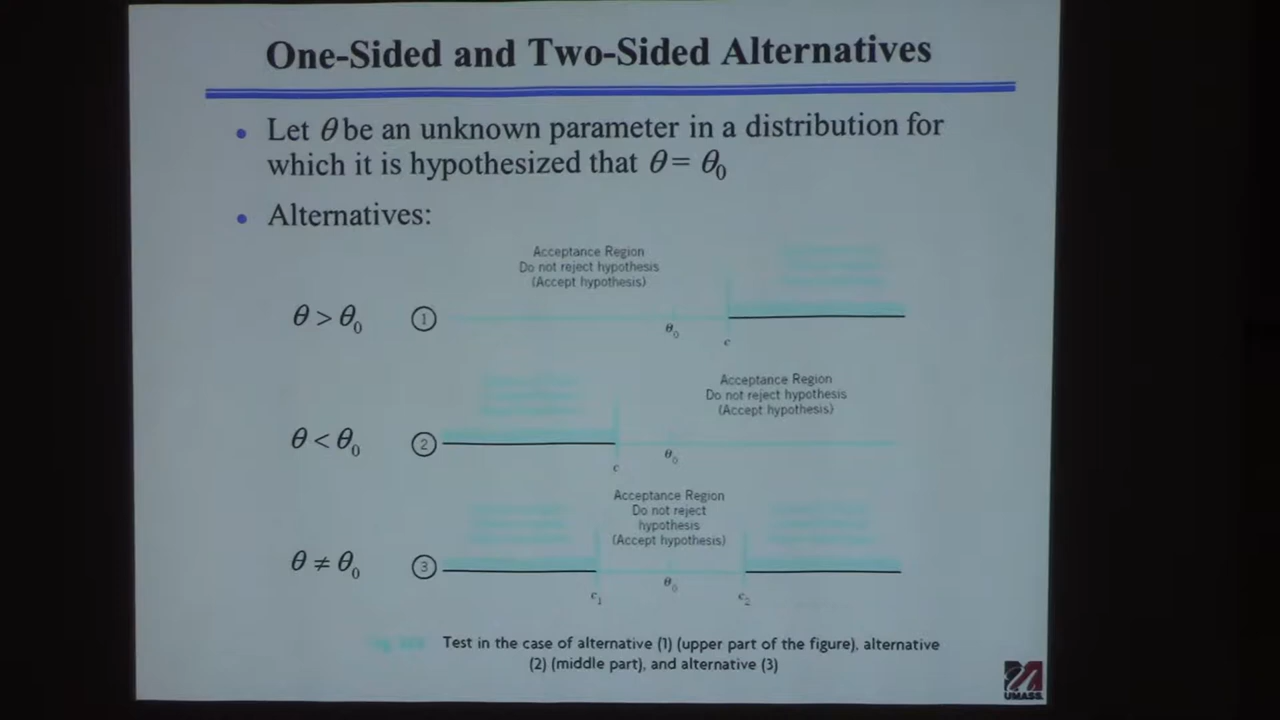 One-Sided and Two-Sided Alternatives
• Let θ be an unknown parameter in a distribution for
which it is hypothesized that θ = θ₀
• Alternatives:
Acceptance Region
Do not reject hypothesis
(Accept hypothesis)
θ > θ₀ ①
θ₀
c
Acceptance Region
Do not reject hypothesis
(Accept hypothesis)
θ < θ₀ ②
θ₀
c
Acceptance Region
Do not reject
hypothesis
(Accept hypothesis)
θ ≠ θ₀ ③
θ₀
c₁ c₂
Test in the case of alternative (1) (upper part of the figure), alternative
(2) (middle part), and alternative (3)
UMASS